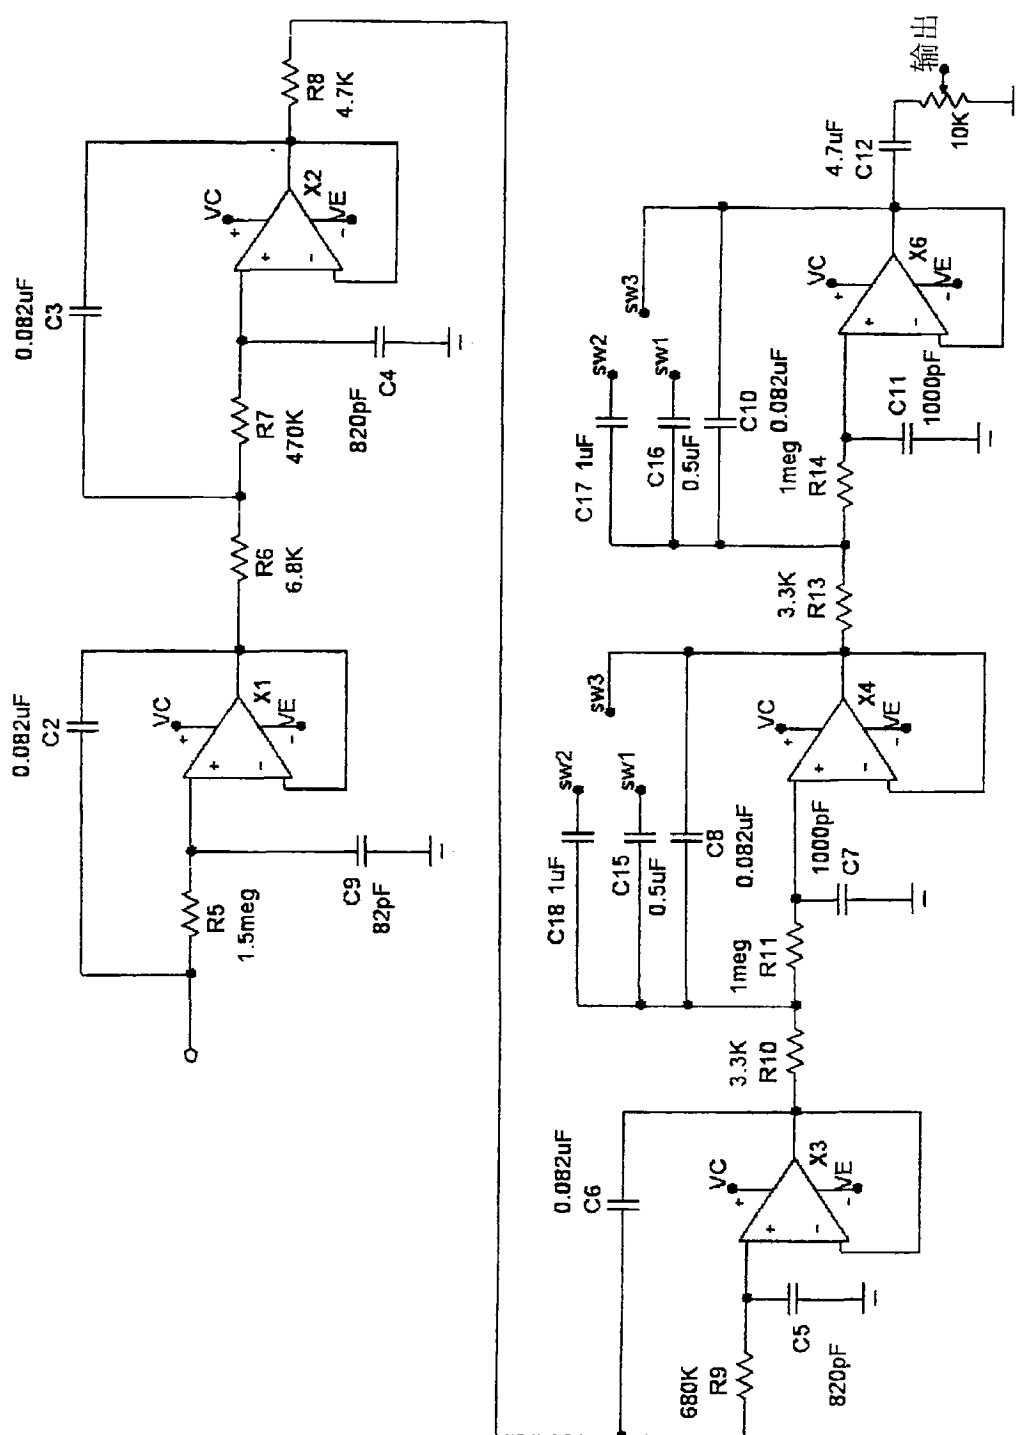 R8
4.7K
0.082uF
C3
VC
+
+
-
X2
VE
-
R7
470K
820pF
C4
R6
6.8K
0.082uF
C2
VC
+
+
-
X1
VE
-
R5
1.5meg
C9
82pF
输出
10K
4.7uF
C12
sw3
VC
+
+
-
X6
VE
-
sw2
sw1
C17 1uF
C16
0.5uF
C10
0.082uF
C11
1000pF
1meg
R14
3.3K
R13
sw3
VC
+
+
-
X4
VE
-
sw2
sw1
C18 1uF
C15
0.5uF
C8
0.082uF
1000pF
C7
1meg
R11
3.3K
R10
0.082uF
C6
VC
+
+
-
X3
VE
-
C5
820pF
680K
R9